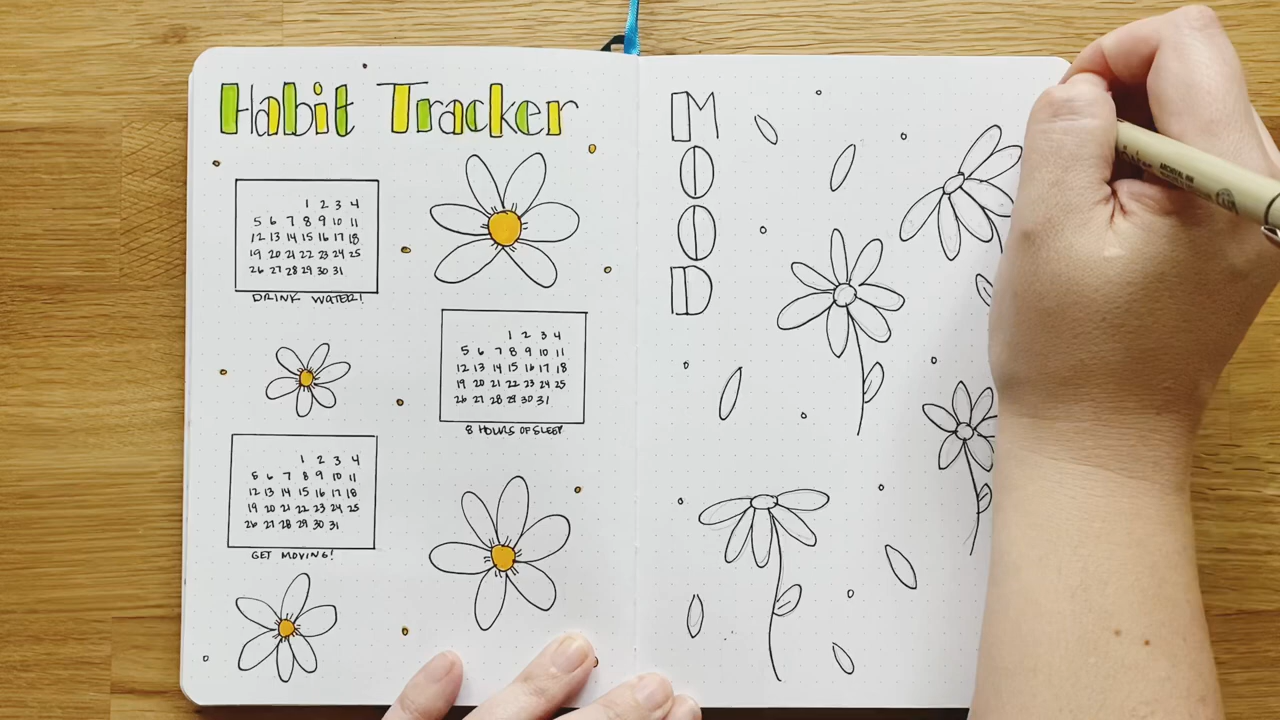 Habit Tracker
1 2 3 4
5 6 7 8 9 10 11
12 13 14 15 16 17 18
19 20 21 22 23 24 25
26 27 28 29 30 31
DRINK WATER!
1 2 3 4
5 6 7 8 9 10 11
12 13 14 15 16 17 18
19 20 21 22 23 24 25
26 27 28 29 30 31
8 HOURS OF SLEEP
1 2 3 4
5 6 7 8 9 10 11
12 13 14 15 16 17 18
19 20 21 22 23 24 25
26 27 28 29 30 31
GET MOVING!
M
O
O
D
ARCHIVAL INK